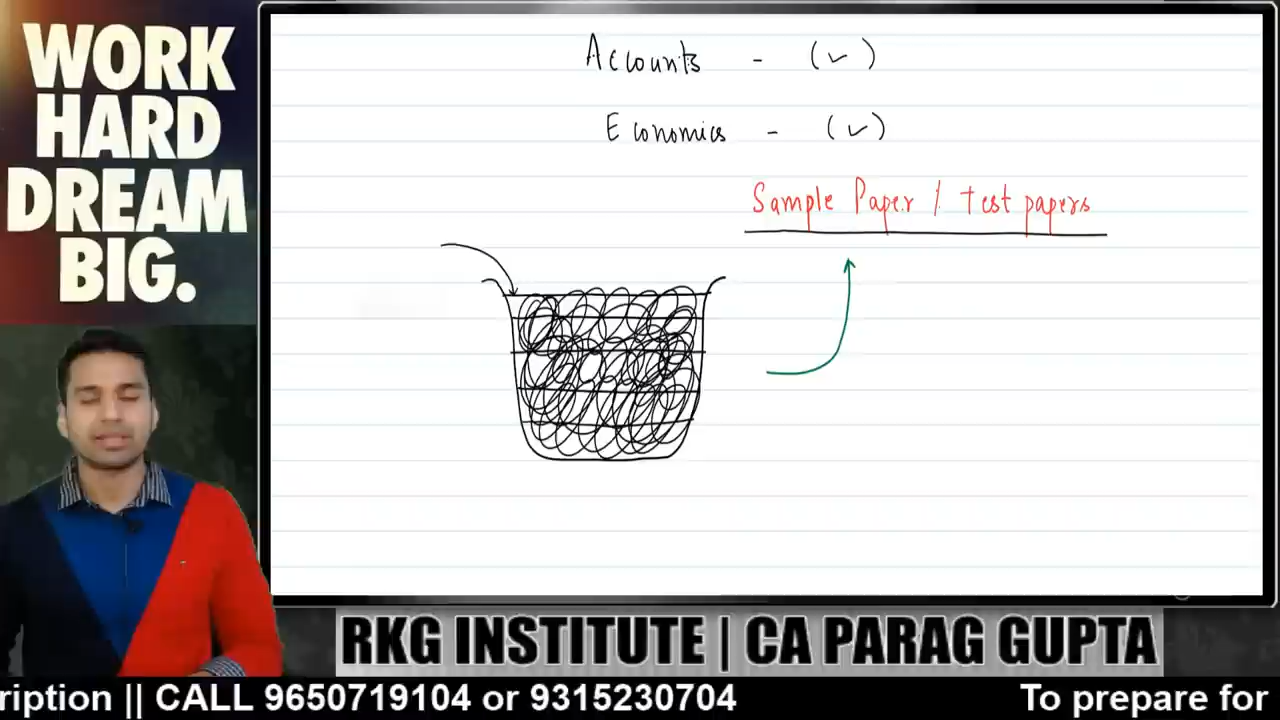 WORK
HARD
DREAM
BIG.
Accounts - (✓)
Economics - (✓)
Sample Paper / Test papers
RKG INSTITUTE | CA PARAG GUPTA
ription || CALL 9650719104 or 9315230704 To prepare for